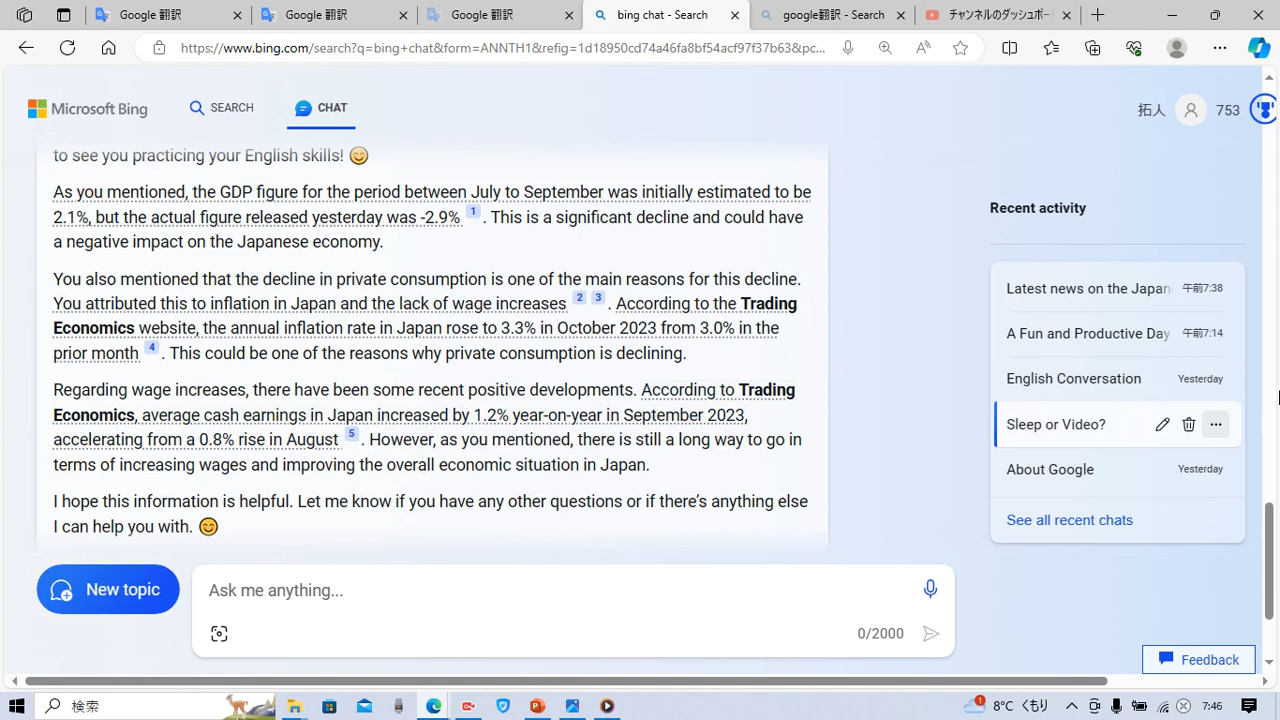 Google 翻訳
Google 翻訳
Google 翻訳
bing chat - Search
google翻訳 - Search
チャンネルのダッシュボー
https://www.bing.com/search?q=bing+chat&form=ANNTH1&refig=1d18950cd74a46fa8bf54acf97f37b63&pc...
Microsoft Bing
SEARCH
CHAT
拓人
753
to see you practicing your English skills! 😊
As you mentioned, the GDP figure for the period between July to September was initially estimated to be
2.1%, but the actual figure released yesterday was -2.9% 1 . This is a significant decline and could have
a negative impact on the Japanese economy.
You also mentioned that the decline in private consumption is one of the main reasons for this decline.
You attributed this to inflation in Japan and the lack of wage increases 2 3 . According to the Trading
Economics website, the annual inflation rate in Japan rose to 3.3% in October 2023 from 3.0% in the
prior month 4 . This could be one of the reasons why private consumption is declining.
Regarding wage increases, there have been some recent positive developments. According to Trading
Economics, average cash earnings in Japan increased by 1.2% year-on-year in September 2023,
accelerating from a 0.8% rise in August 5 . However, as you mentioned, there is still a long way to go in
terms of increasing wages and improving the overall economic situation in Japan.
I hope this information is helpful. Let me know if you have any other questions or if there's anything else
I can help you with. 😊
Recent activity
Latest news on the Japan 午前7:38
A Fun and Productive Day 午前7:14
English Conversation Yesterday
Sleep or Video?
About Google Yesterday
See all recent chats
New topic
Ask me anything...
0/2000
Feedback
検索
1
8°C くもり
7:46